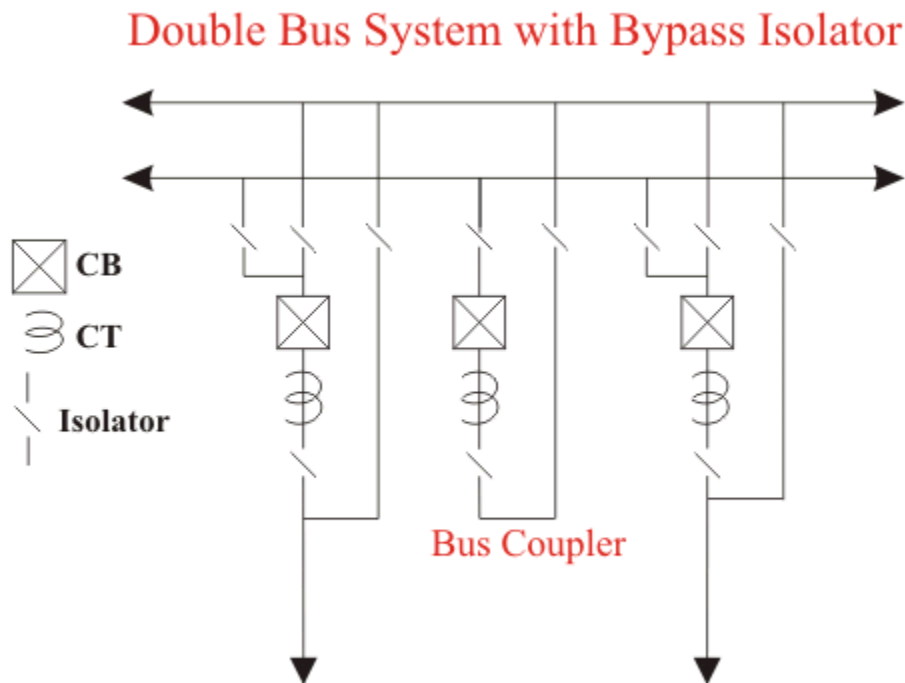 Double Bus System with Bypass Isolator
CB
CT
Isolator
Bus Coupler